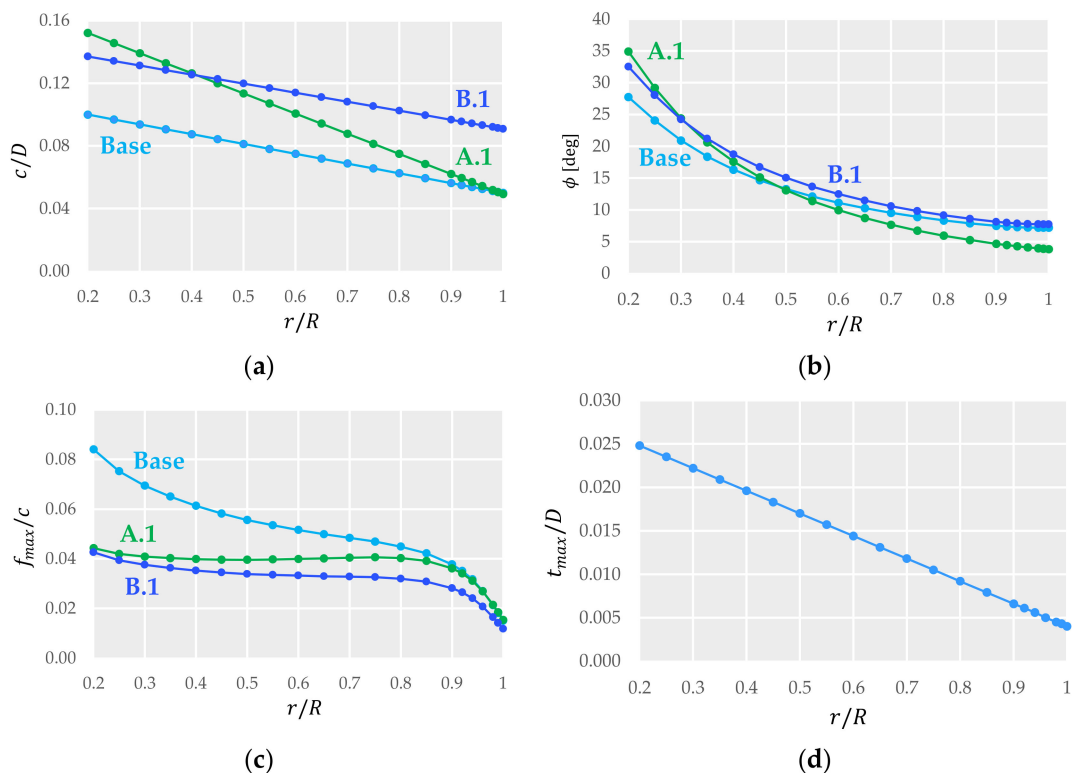 0.16
0.12
0.08
0.04
0.00
c/D
A.1
B.1
Base
A.1
0.2 0.3 0.4 0.5 0.6 0.7 0.8 0.9 1
r/R
(a)
40
35
30
25
20
15
10
5
0
ϕ [deg]
A.1
Base
B.1
0.2 0.3 0.4 0.5 0.6 0.7 0.8 0.9 1
r/R
(b)
0.10
0.08
0.06
0.04
0.02
0.00
f_max/c
Base
A.1
B.1
0.2 0.3 0.4 0.5 0.6 0.7 0.8 0.9 1
r/R
(c)
0.030
0.025
0.020
0.015
0.010
0.005
0.000
t_max/D
0.2 0.3 0.4 0.5 0.6 0.7 0.8 0.9 1
r/R
(d)